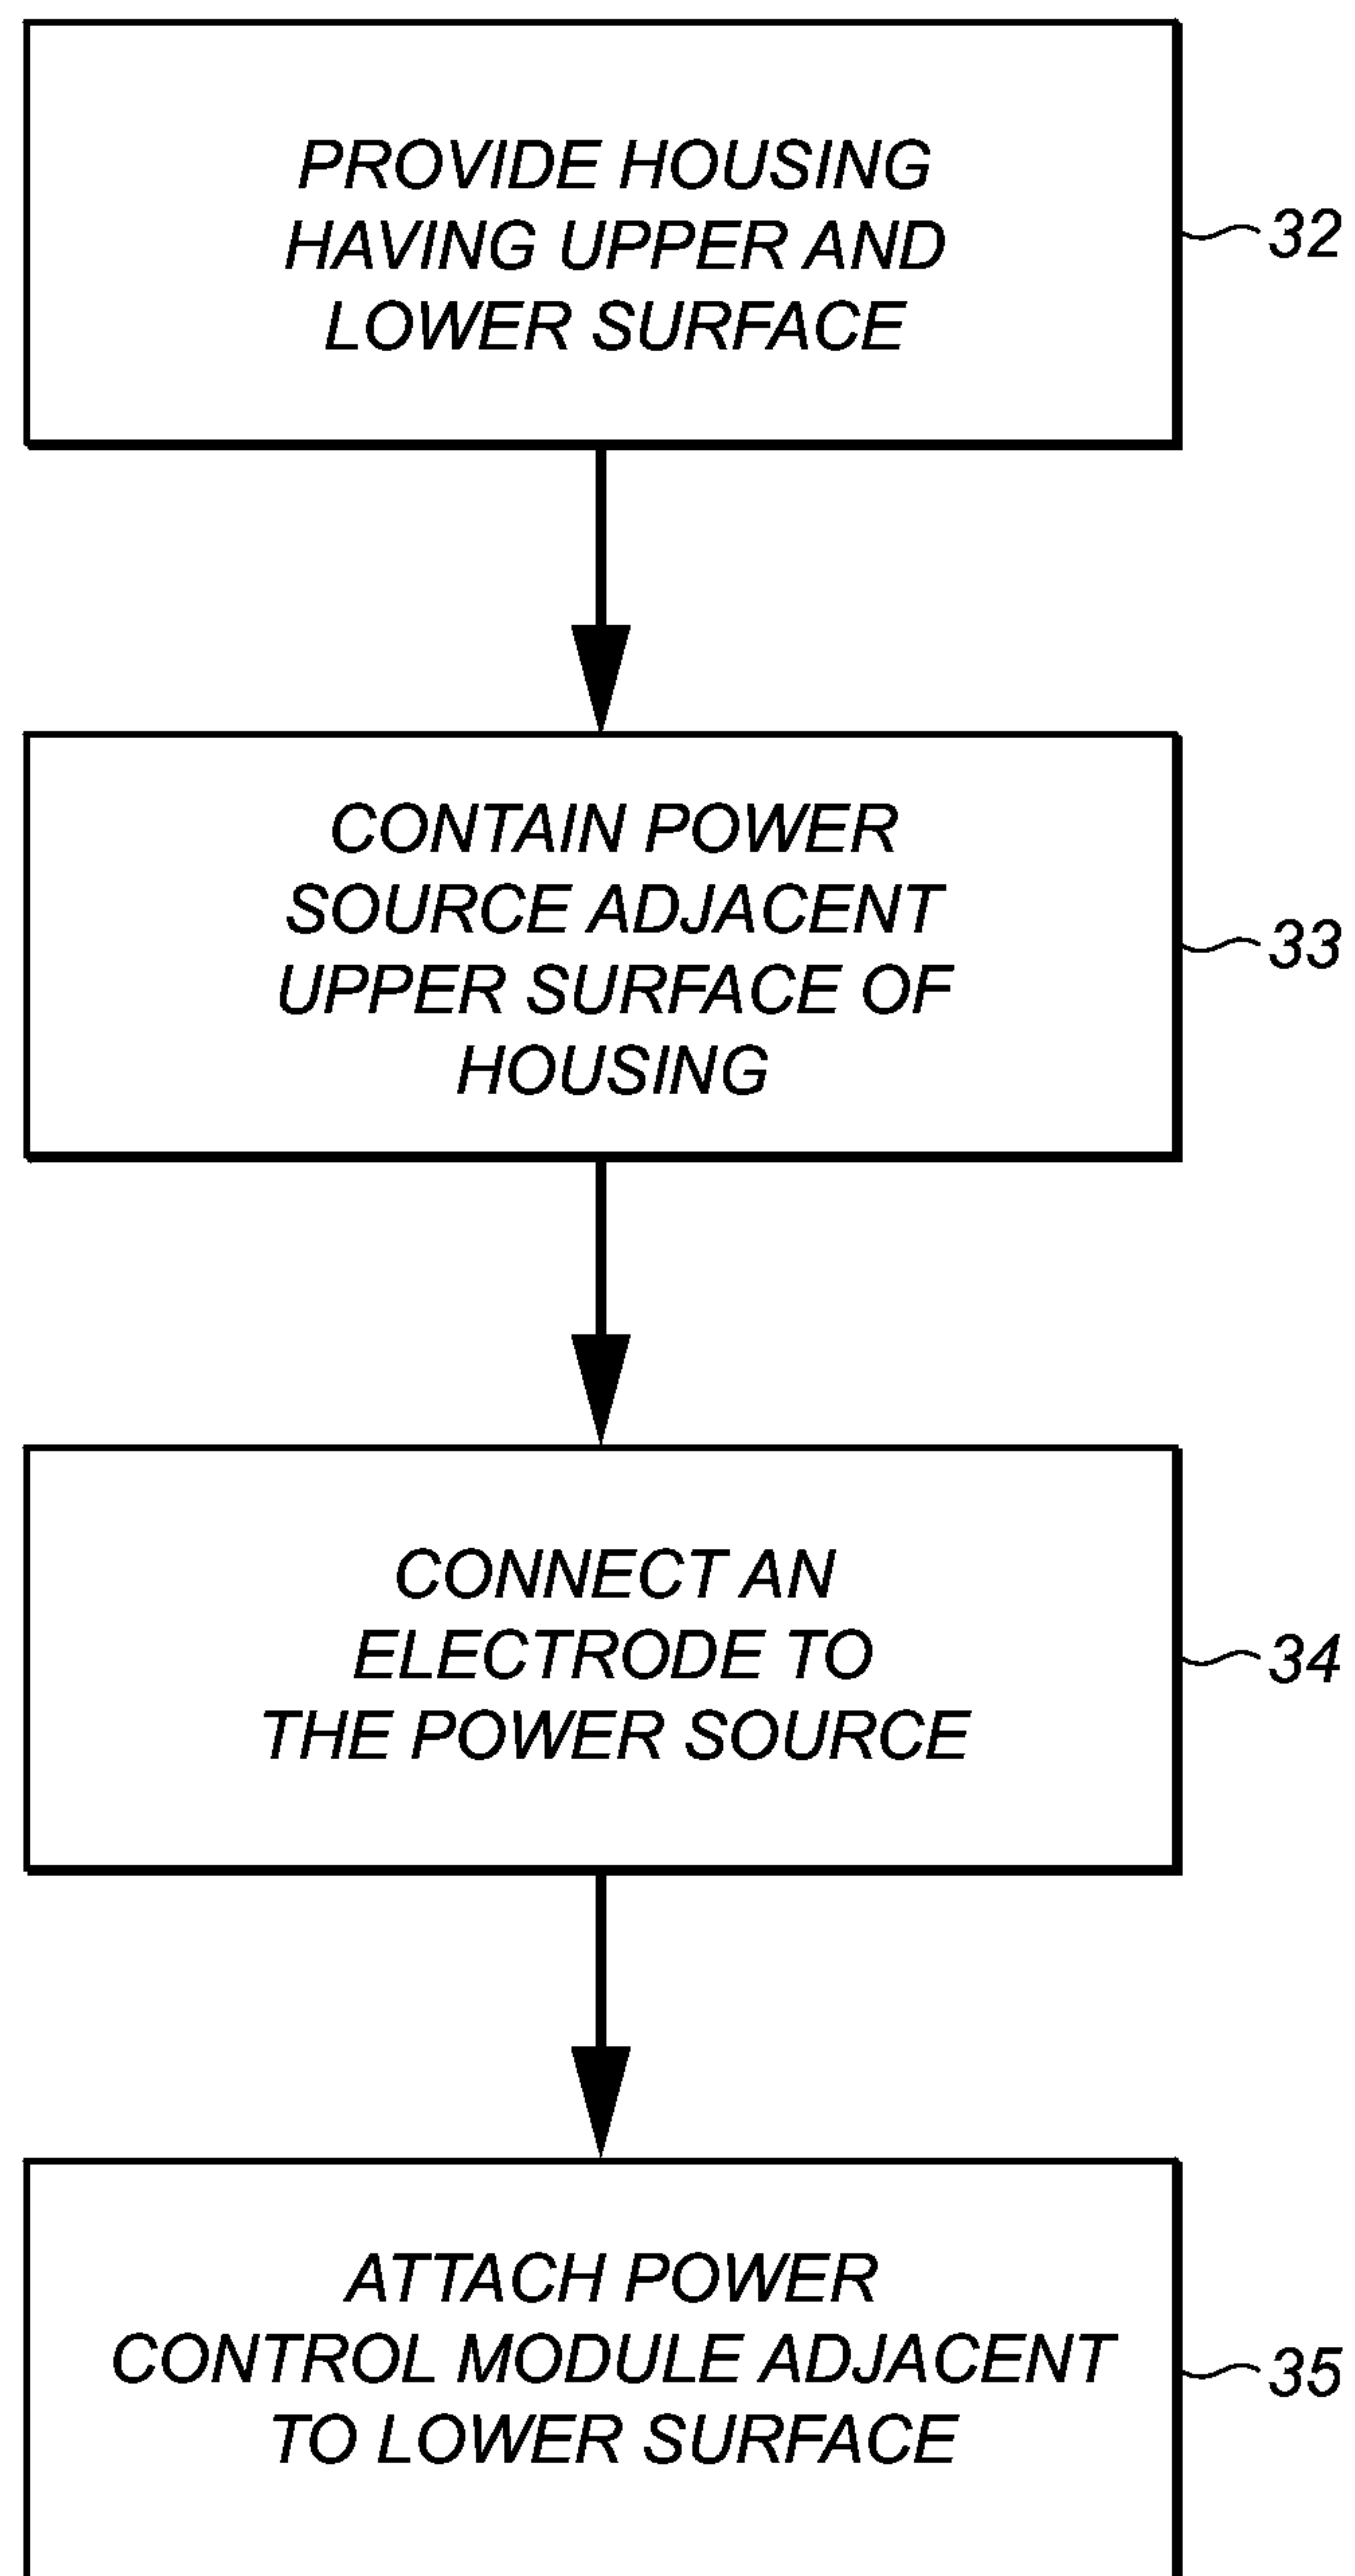 PROVIDE HOUSING
HAVING UPPER AND
LOWER SURFACE
32
CONTAIN POWER
SOURCE ADJACENT
UPPER SURFACE OF
HOUSING
33
CONNECT AN
ELECTRODE TO
THE POWER SOURCE
34
ATTACH POWER
CONTROL MODULE ADJACENT
TO LOWER SURFACE
35